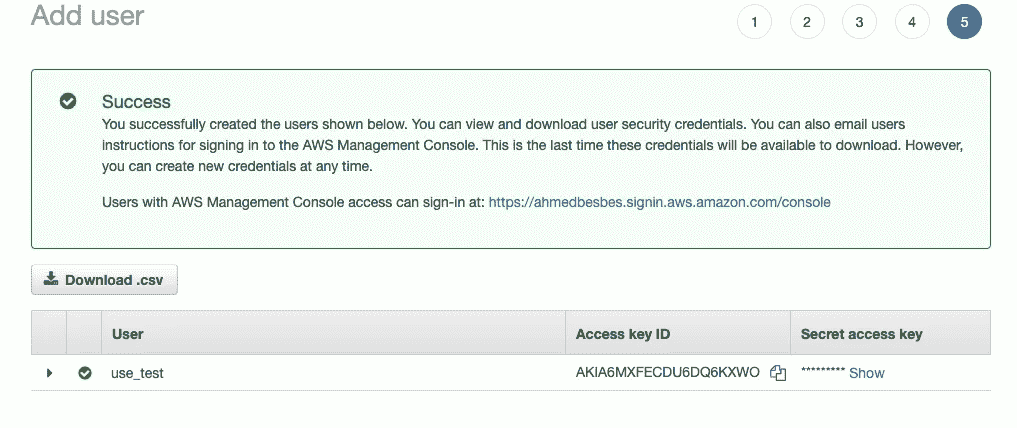 Add user
1 2 3 4 5
Success
You successfully created the users shown below. You can view and download user security credentials. You can also email users
instructions for signing in to the AWS Management Console. This is the last time these credentials will be available to download. However,
you can create new credentials at any time.
Users with AWS Management Console access can sign-in at: https://ahmedbesbes.signin.aws.amazon.com/console
Download .csv
User Access key ID Secret access key
use_test AKIA6MXFECDU6DQ6KXWO ********* Show